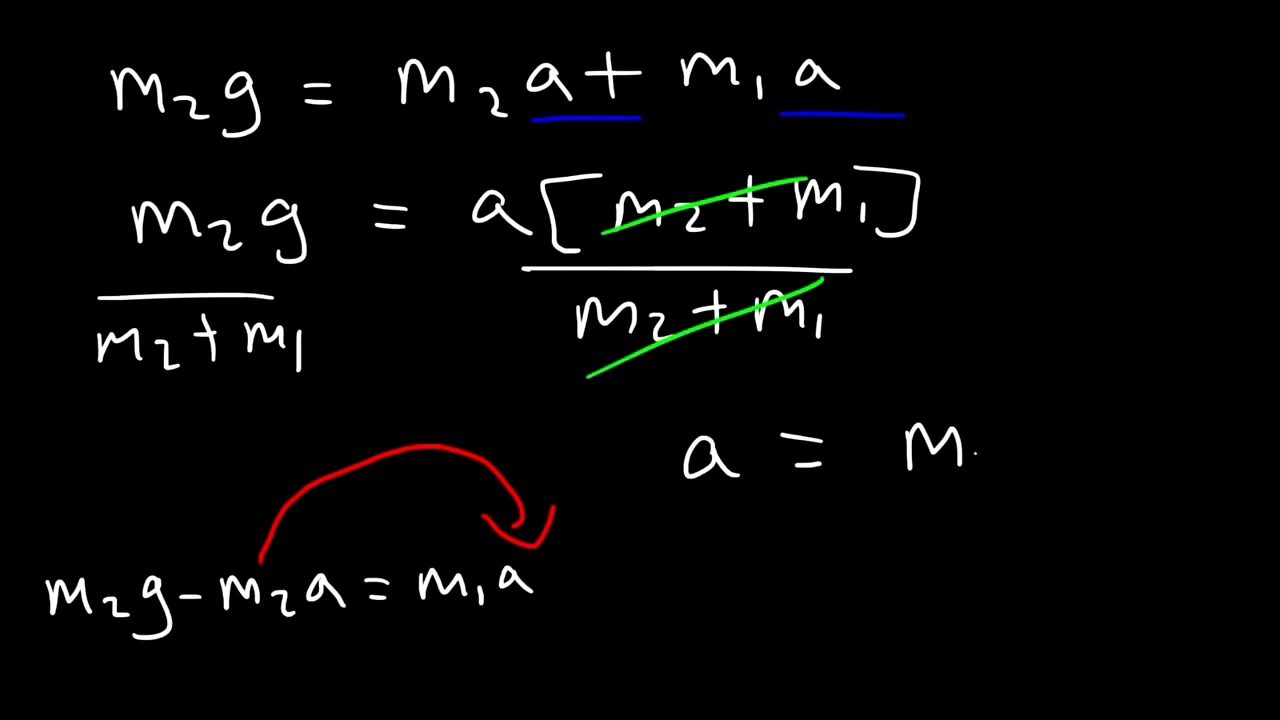 m₂g = m₂a + m₁a
m₂g = a[m₂ + m₁]
m₂ + m₁ m₂ + m₁
a = m
m₂g - m₂a = m₁a